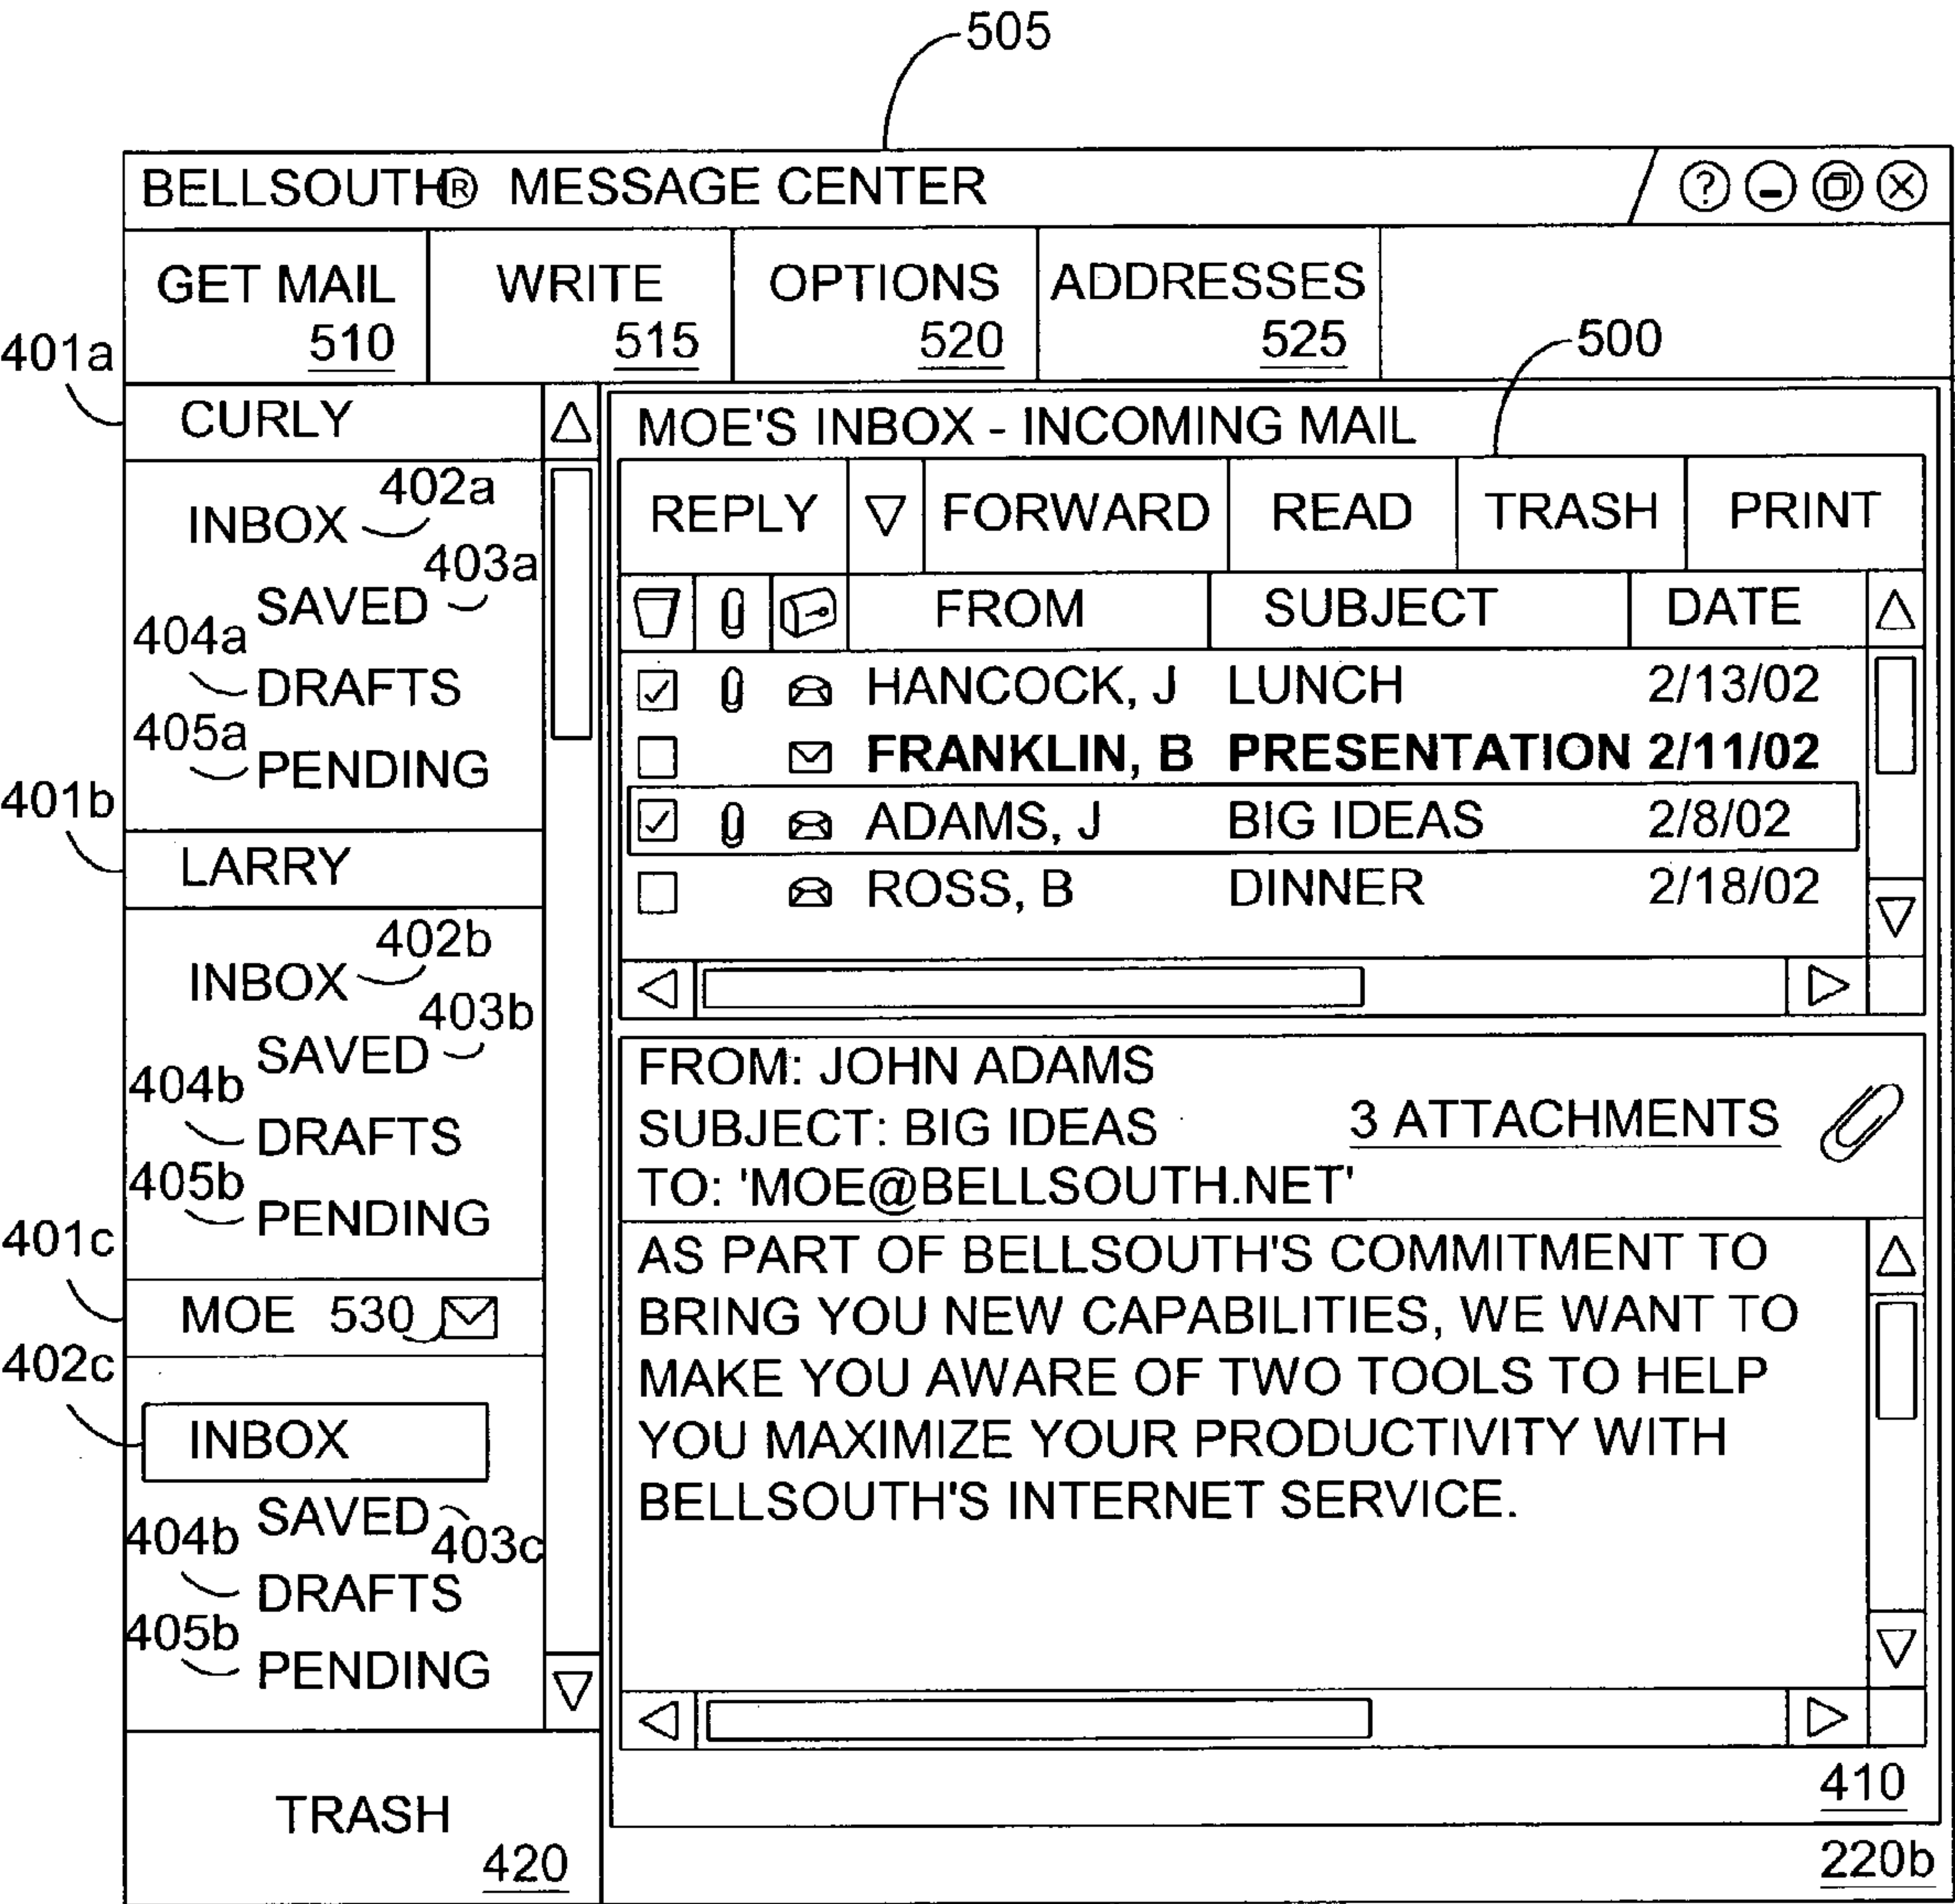 505
BELLSOUTH® MESSAGE CENTER ?
GET MAIL WRITE OPTIONS ADDRESSES
510 515 520 525
401a
500
CURLY
402a
INBOX
403a
SAVED
404a
DRAFTS
405a
PENDING
401b
LARRY
402b
INBOX
403b
SAVED
404b
DRAFTS
405b
PENDING
401c
MOE 530
402c
INBOX
SAVED
403c
404b
DRAFTS
405b
PENDING
TRASH
420
MOE'S INBOX - INCOMING MAIL
REPLY FORWARD READ TRASH PRINT
FROM SUBJECT DATE
HANCOCK, J LUNCH 2/13/02
FRANKLIN, B PRESENTATION 2/11/02
ADAMS, J BIG IDEAS 2/8/02
ROSS, B DINNER 2/18/02
FROM: JOHN ADAMS
SUBJECT: BIG IDEAS 3 ATTACHMENTS
TO: 'MOE@BELLSOUTH.NET'
AS PART OF BELLSOUTH'S COMMITMENT TO
BRING YOU NEW CAPABILITIES, WE WANT TO
MAKE YOU AWARE OF TWO TOOLS TO HELP
YOU MAXIMIZE YOUR PRODUCTIVITY WITH
BELLSOUTH'S INTERNET SERVICE.
410
220b